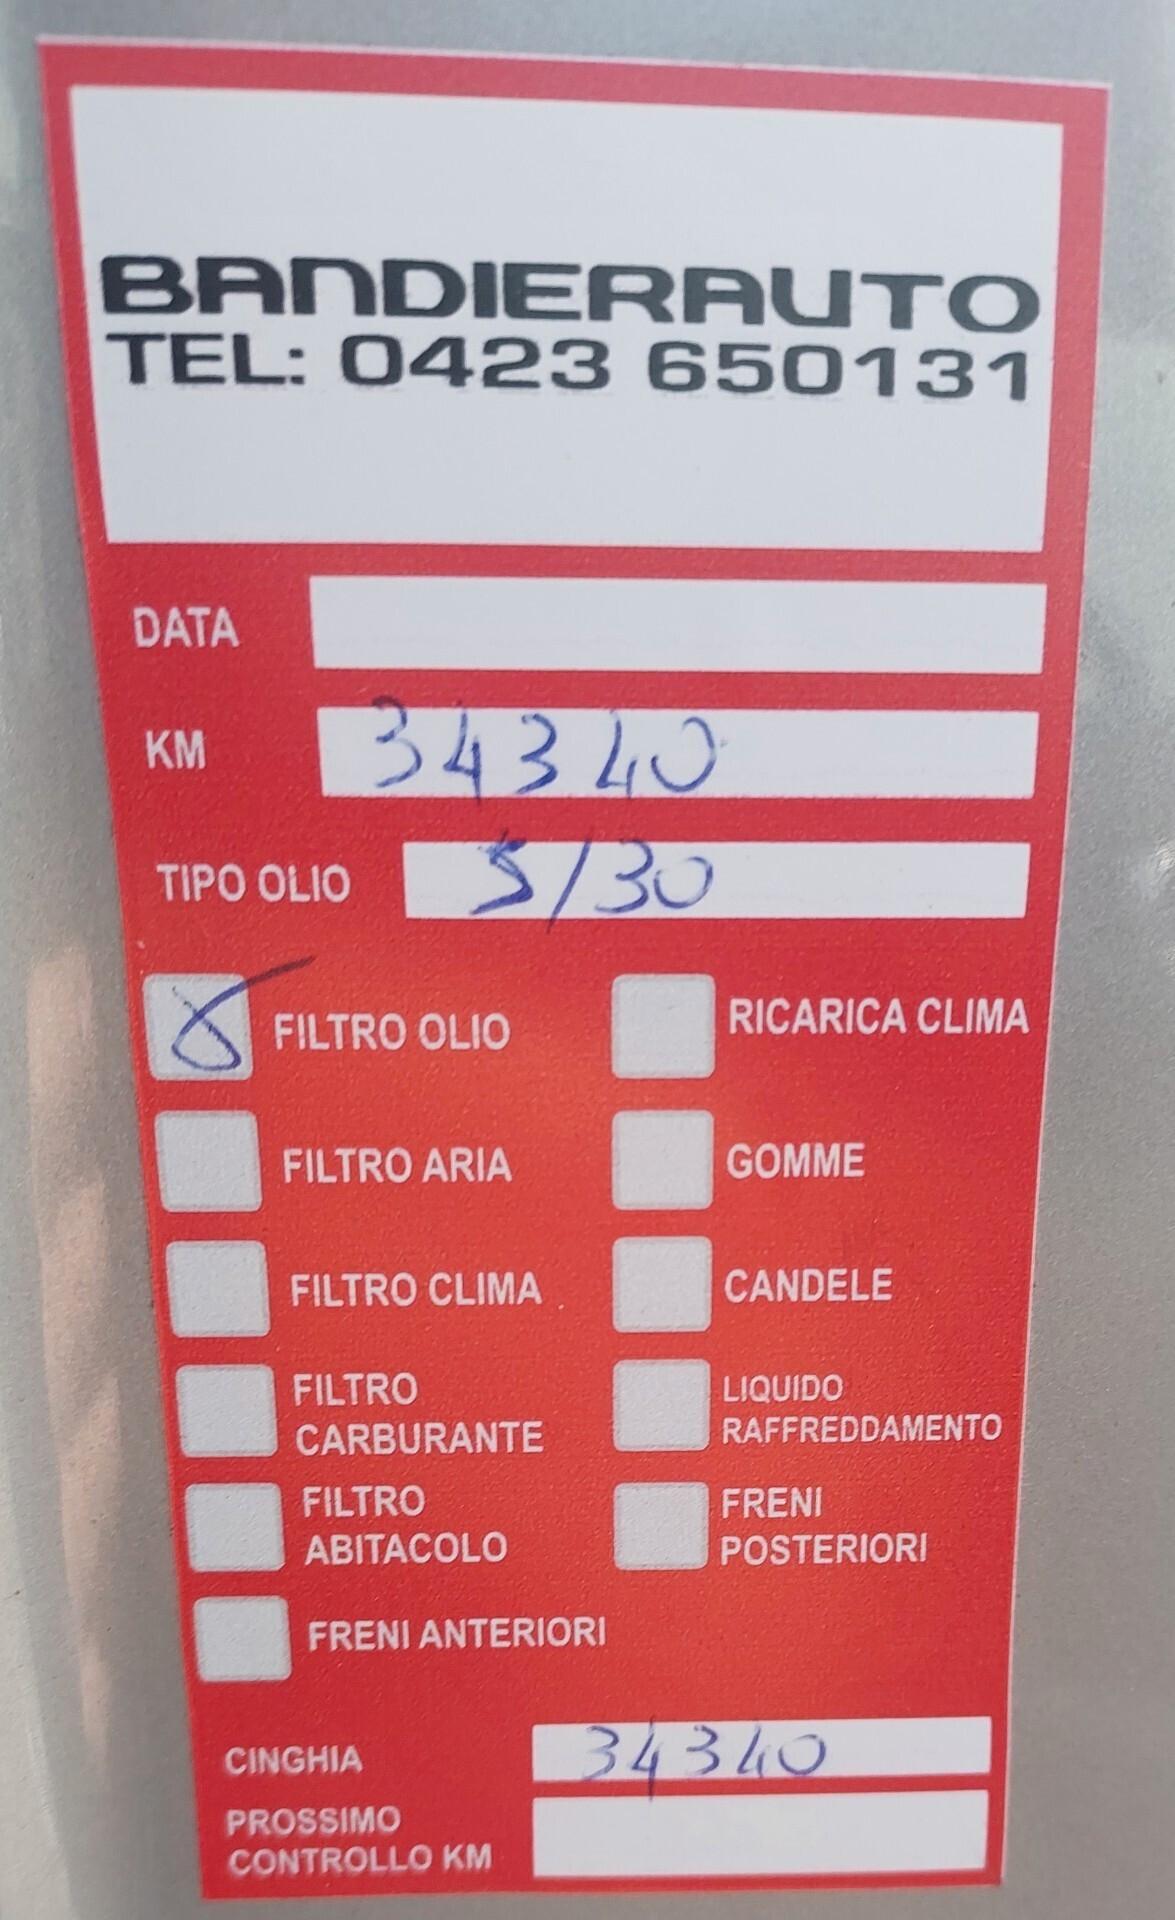 BANDIERAUTO
TEL: 0423 650131
DATA
KM 34340
TIPO OLIO 5/30
FILTRO OLIO
RICARICA CLIMA
FILTRO ARIA
GOMME
FILTRO CLIMA
CANDELE
FILTRO
CARBURANTE
LIQUIDO
RAFFREDDAMENTO
FILTRO
ABITACOLO
FRENI
POSTERIORI
FRENI ANTERIORI
CINGHIA 34340
PROSSIMO
CONTROLLO KM